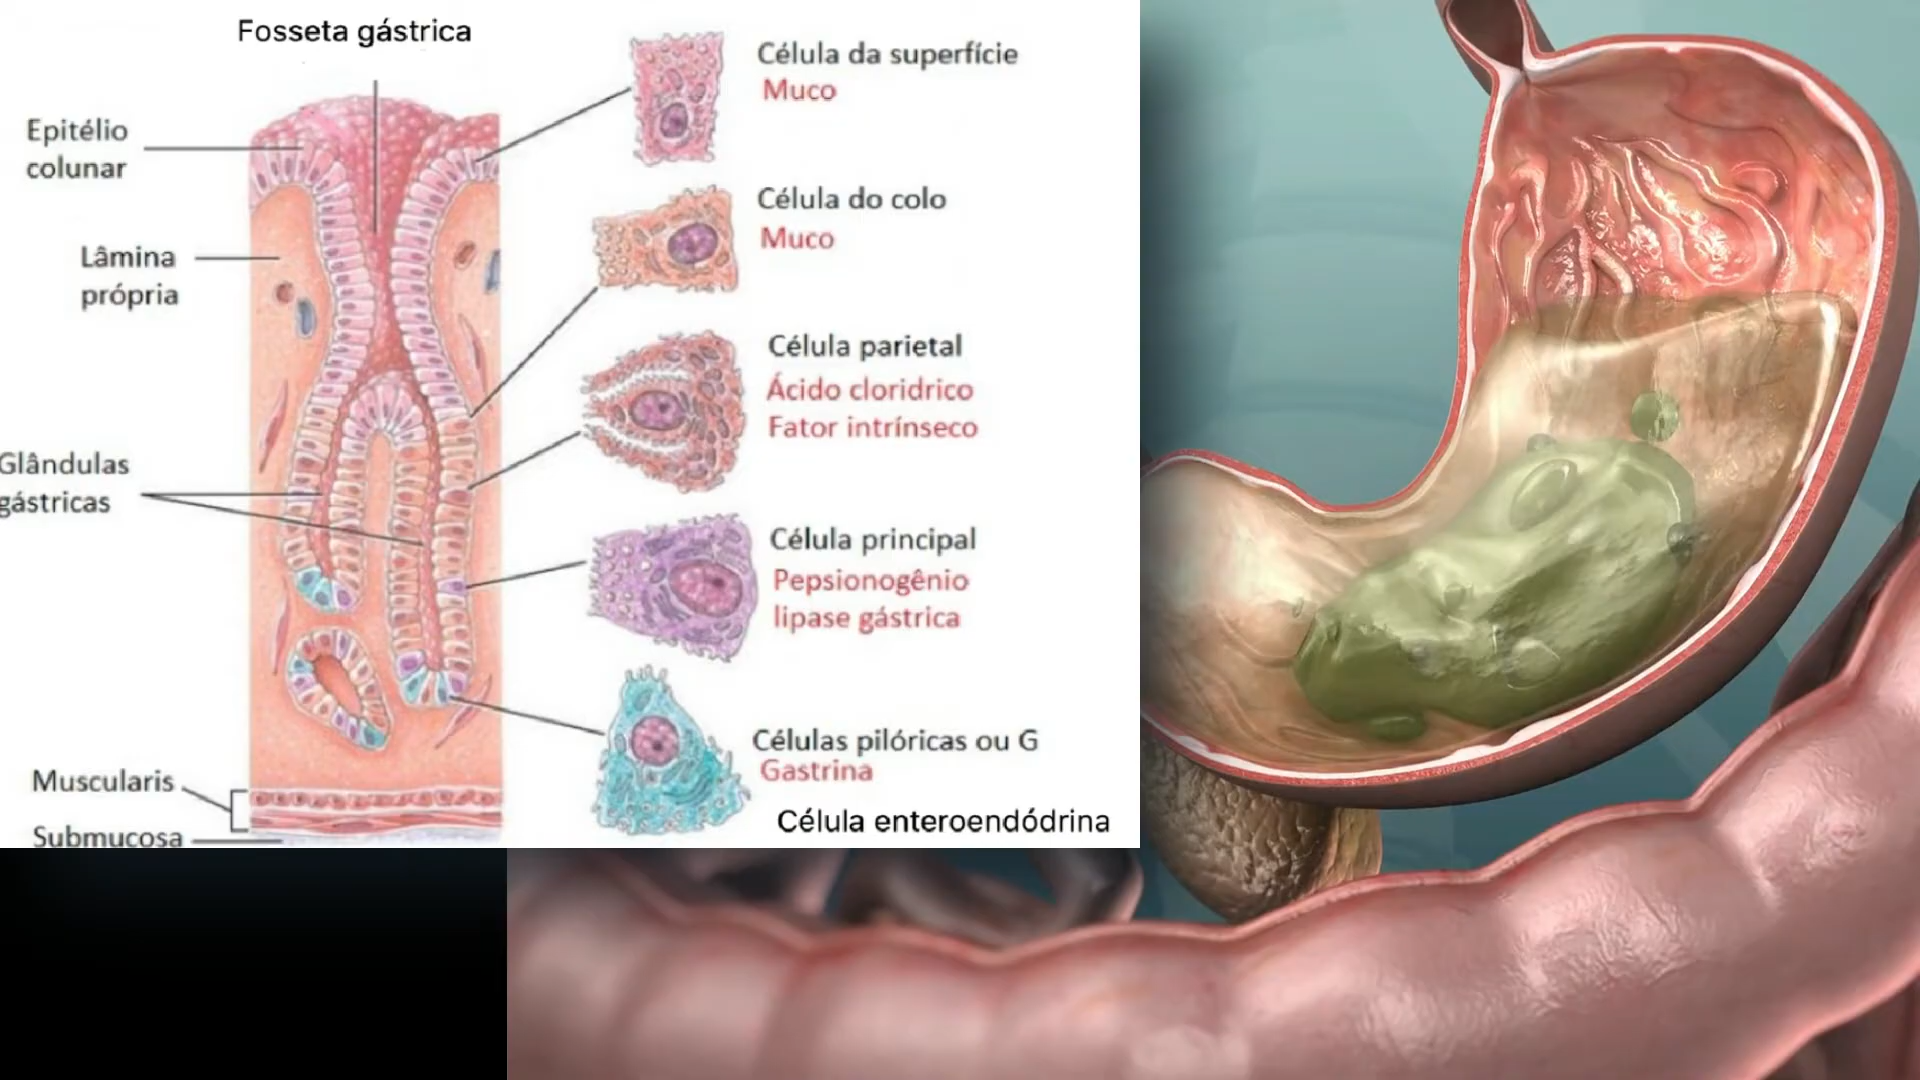 Fosseta gástrica
Epitélio
colunar
Lâmina
própria
Glândulas
gástricas
Muscularis
Submucosa
Célula da superfície
Muco
Célula do colo
Muco
Célula parietal
Ácido cloridrico
Fator intrínseco
Célula principal
Pepsionogênio
lipase gástrica
Células pilóricas ou G
Gastrina
Célula enteroendódrina